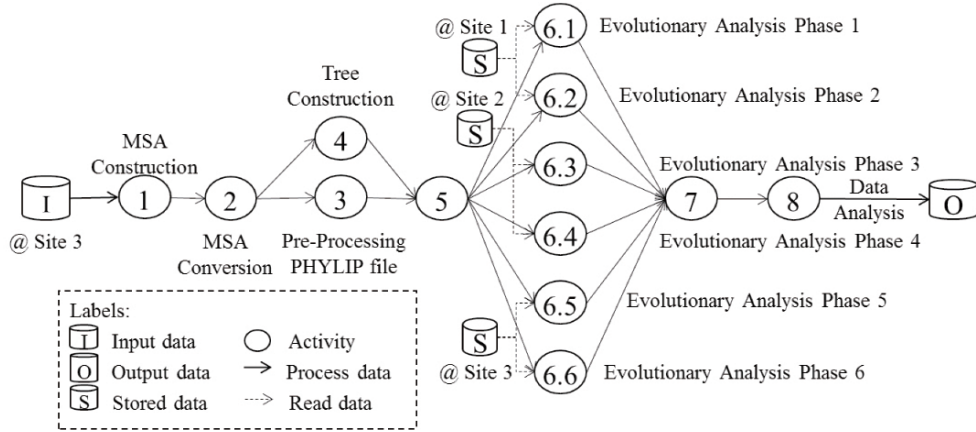 @ Site 1
S
6.1
Evolutionary Analysis Phase 1
@ Site 2
S
6.2
Evolutionary Analysis Phase 2
Tree
Construction
4
MSA
Construction
6.3
Evolutionary Analysis Phase 3
I
1
2
3
5
7
8
Data
Analysis
O
@ Site 3
MSA
Conversion
Pre-Processing
PHYLIP file
6.4
Evolutionary Analysis Phase 4
6.5
Evolutionary Analysis Phase 5
S
@ Site 3
6.6
Evolutionary Analysis Phase 6
Labels:
I Input data
Activity
O Output data
Process data
S Stored data
Read data